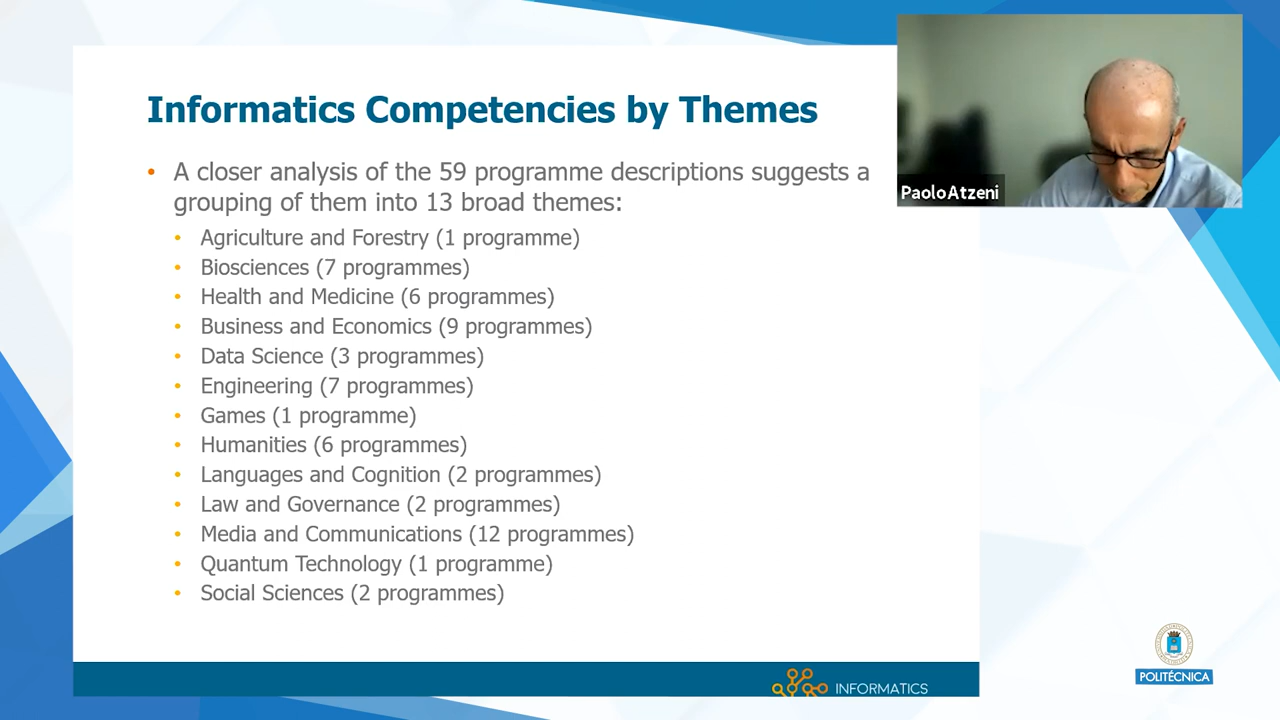 Informatics Competencies by Themes
• A closer analysis of the 59 programme descriptions suggests a
grouping of them into 13 broad themes:
• Agriculture and Forestry (1 programme)
• Biosciences (7 programmes)
• Health and Medicine (6 programmes)
• Business and Economics (9 programmes)
• Data Science (3 programmes)
• Engineering (7 programmes)
• Games (1 programme)
• Humanities (6 programmes)
• Languages and Cognition (2 programmes)
• Law and Governance (2 programmes)
• Media and Communications (12 programmes)
• Quantum Technology (1 programme)
• Social Sciences (2 programmes)
Paolo Atzeni
INFORMATICS
POLITÉCNICA